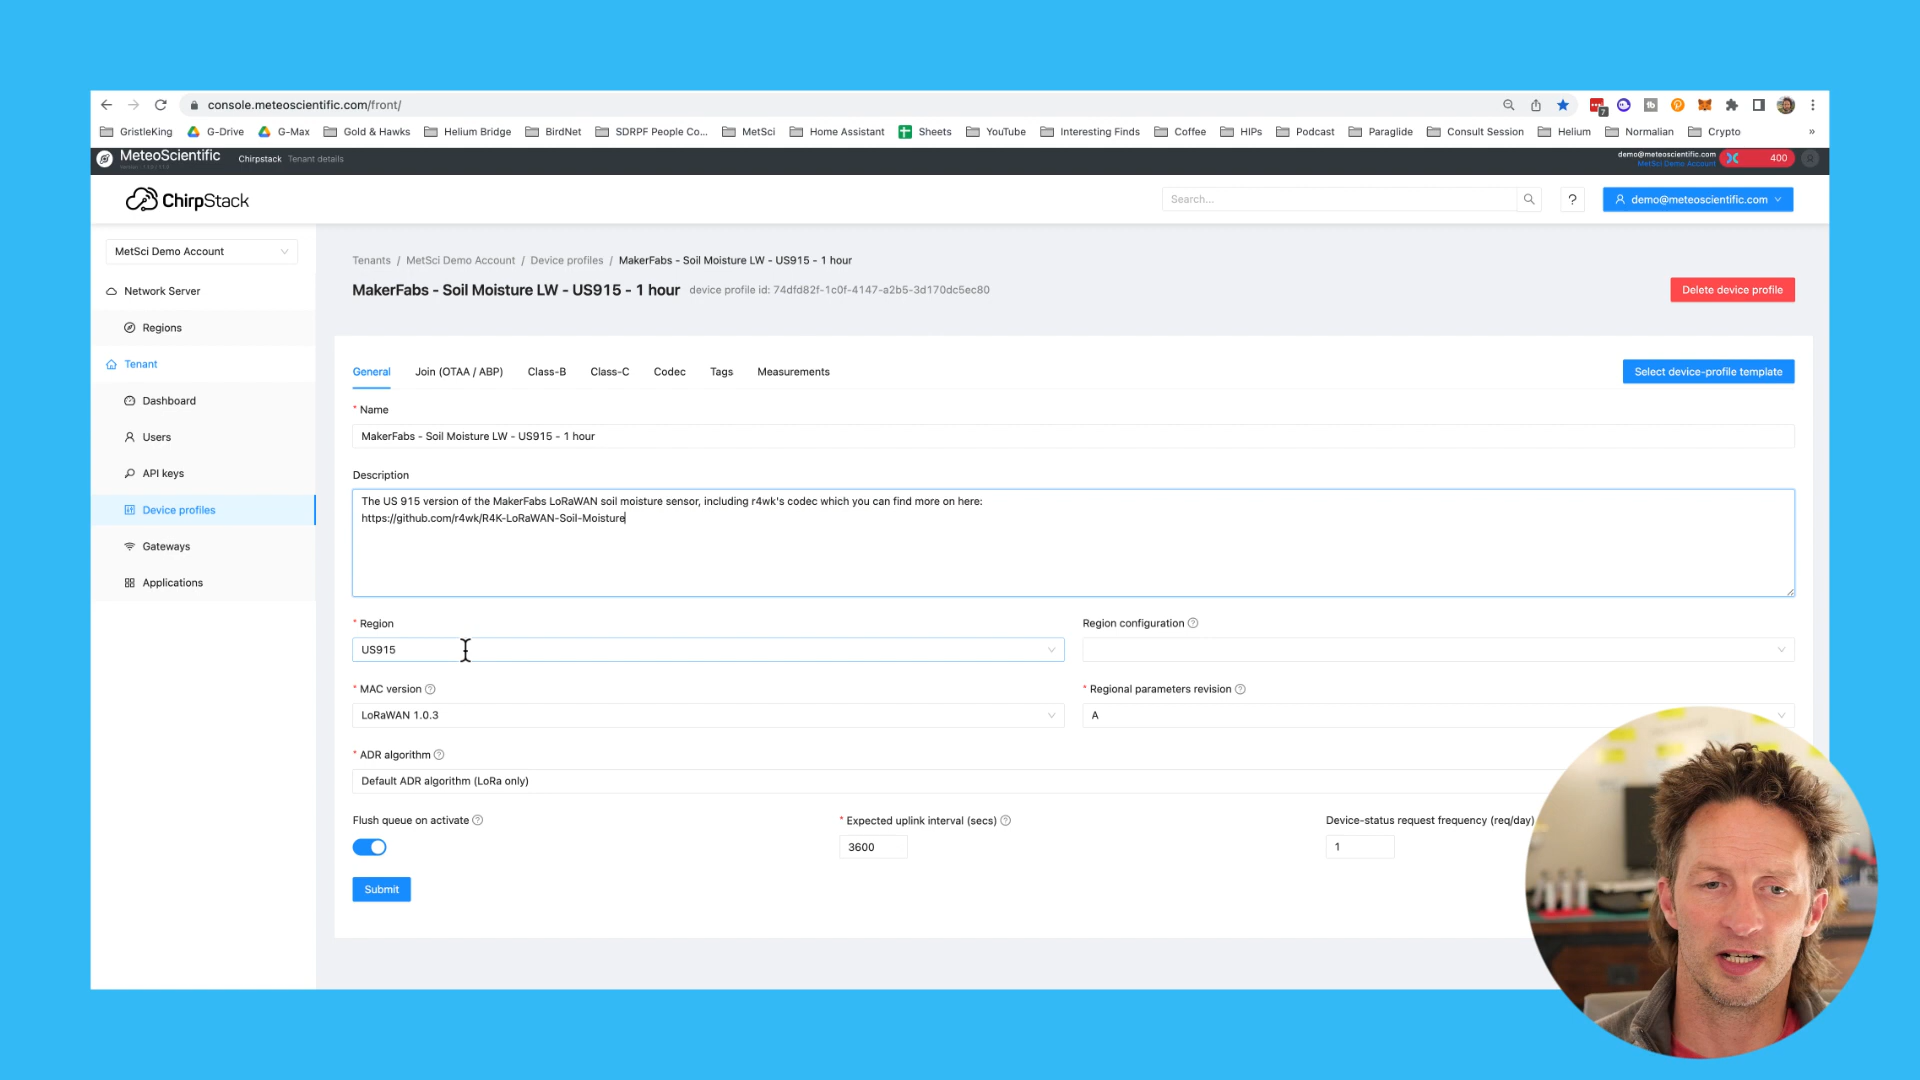 console.meteoscientific.com/front/
7
GristleKing G-Drive G-Max Gold & Hawks Helium Bridge BirdNet SDRPF People Co... MetSci Home Assistant Sheets YouTube Interesting Finds Coffee HIPs Podcast Paraglide Consult Session Helium Normalian Crypto »
MeteoScientific Chirpstack Tenant details
demo@meteoscientific.com
MetSci Demo Account
400
ChirpStack
Search...
?
demo@meteoscientific.com
MetSci Demo Account
Network Server
Regions
Tenant
Dashboard
Users
API keys
Device profiles
Gateways
Applications
Tenants / MetSci Demo Account / Device profiles / MakerFabs - Soil Moisture LW - US915 - 1 hour
MakerFabs - Soil Moisture LW - US915 - 1 hour device profile id: 74dfd82f-1c0f-4147-a2b5-3d170dc5ec80
Delete device profile
General Join (OTAA / ABP) Class-B Class-C Codec Tags Measurements
Select device-profile template
* Name
MakerFabs - Soil Moisture LW - US915 - 1 hour
Description
The US 915 version of the MakerFabs LoRaWAN soil moisture sensor, including r4wk's codec which you can find more on here:
https://github.com/r4wk/R4K-LoRaWAN-Soil-Moisture
* Region
Region configuration
US915
* MAC version
* Regional parameters revision
LoRaWAN 1.0.3
A
* ADR algorithm
Default ADR algorithm (LoRa only)
Flush queue on activate
* Expected uplink interval (secs)
Device-status request frequency (req/day)
3600
1
Submit